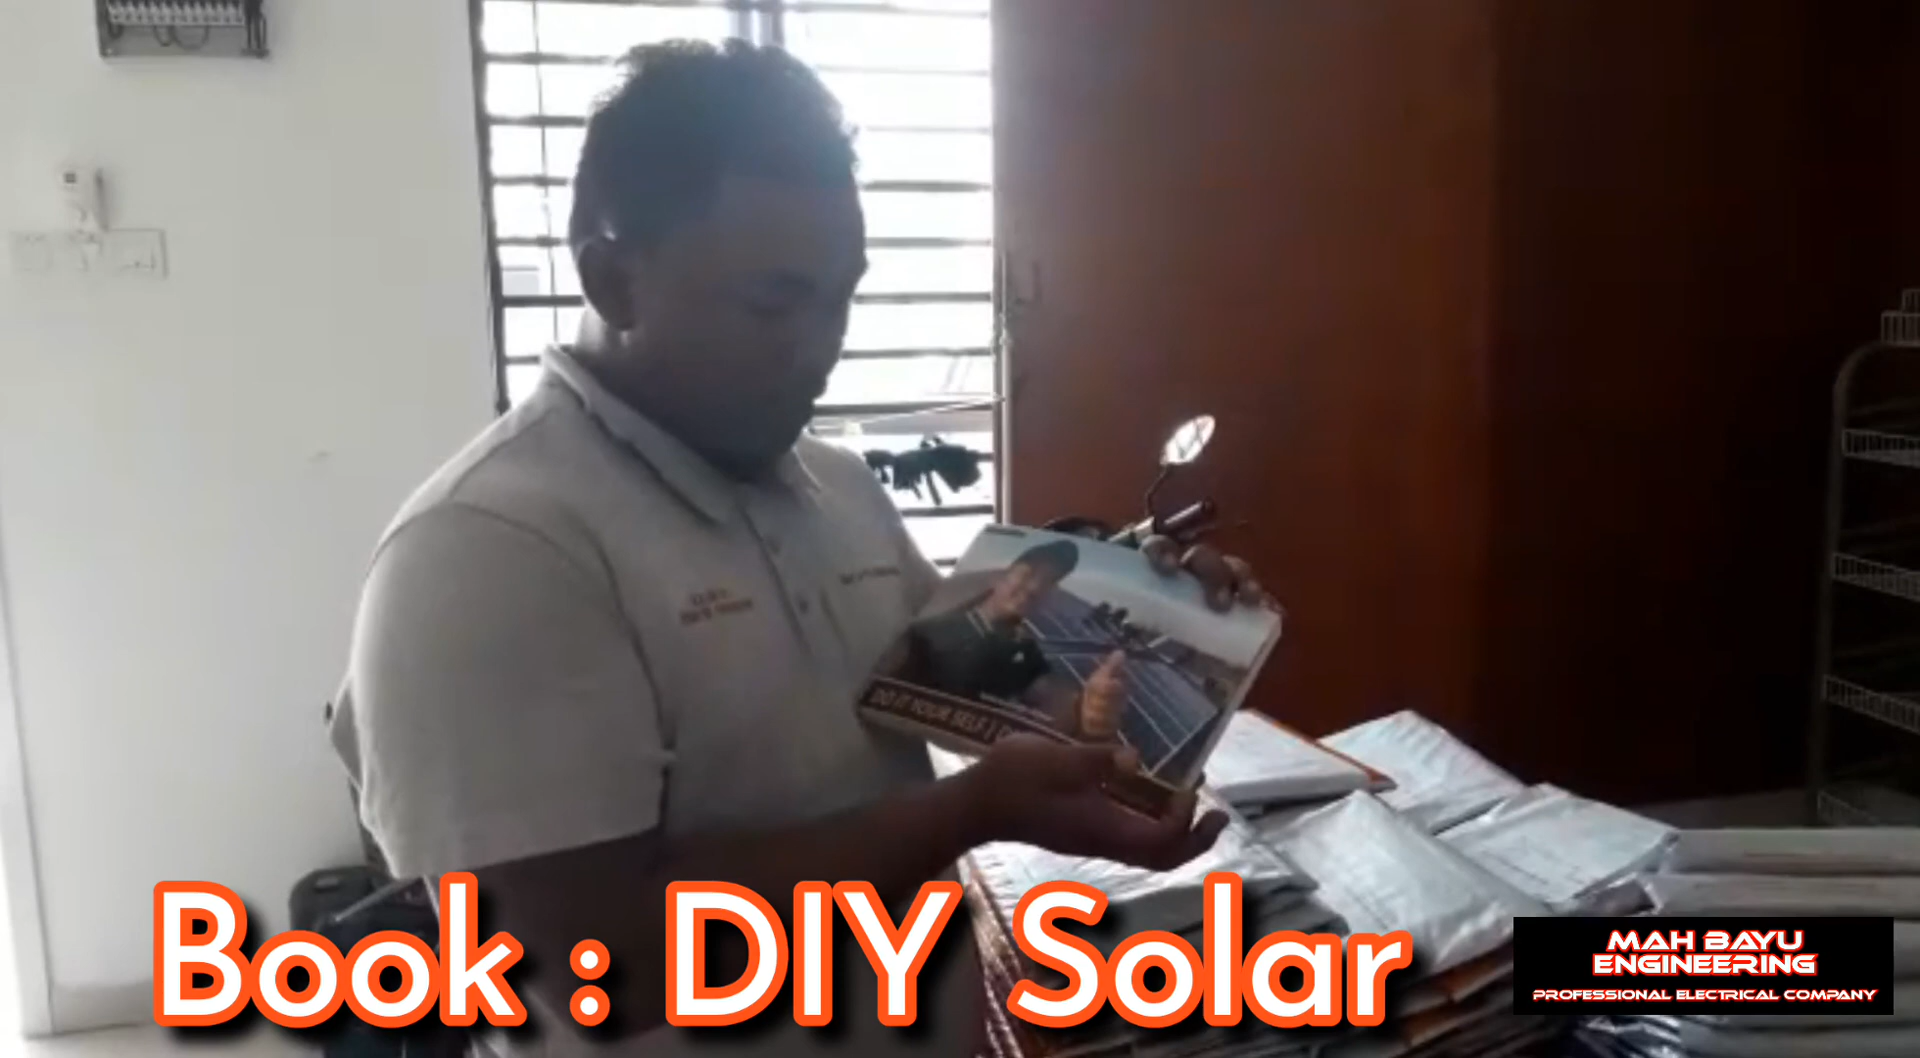 DO IT YOUR SELF |
Book : DIY Solar
MAH BAYU
ENGINEERING
PROFESSIONAL ELECTRICAL COMPANY